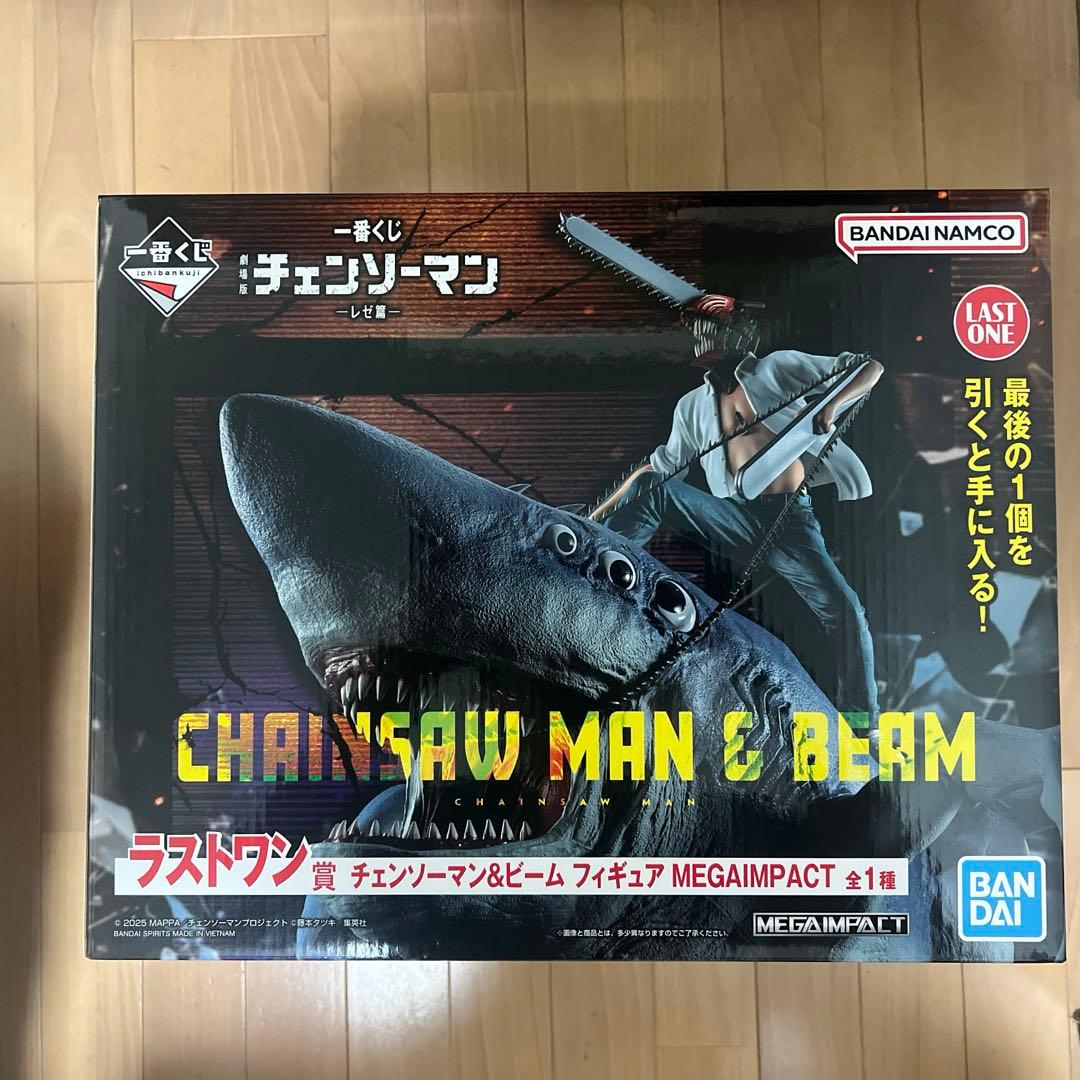 一番くじ
ichibankuji
一番くじ
劇場版 チェンソーマン
―レゼ篇―
BANDAI NAMCO
LAST
ONE
最後の1個を
引くと手に入る!
CHAINSAW MAN & BEAM
CHAINSAW MAN
ラストワン賞 チェンソーマン&ビーム フィギュア MEGAIMPACT 全1種
© 2025 MAPPA/チェンソーマンプロジェクト ©藤本タツキ/集英社
BANDAI SPIRITS MADE IN VIETNAM
※画像と商品とは、多少異なりますのでご了承ください。
MEGAIMPACT
BAN
DAI